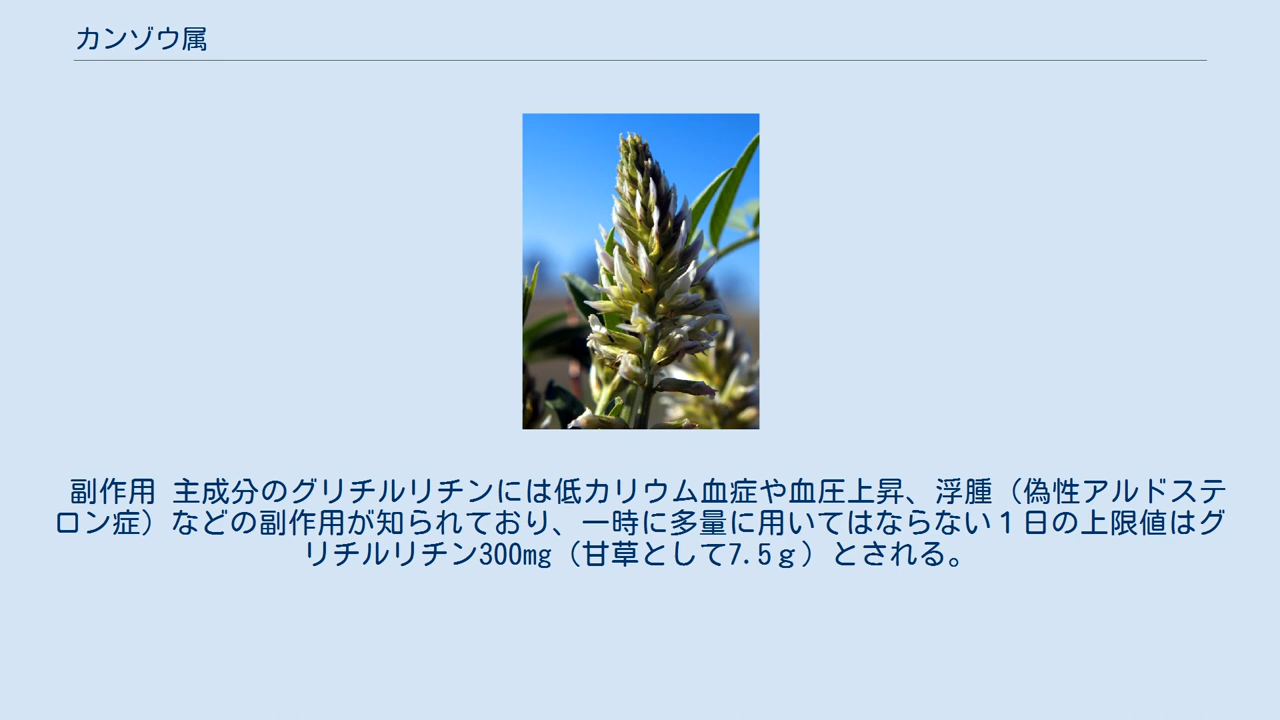 カンゾウ属
副作用 主成分のグリチルリチンには低カリウム血症や血圧上昇、浮腫（偽性アルドステ
ロン症）などの副作用が知られており、一時に多量に用いてはならない１日の上限値はグ
リチルリチン300mg（甘草として7.5ｇ）とされる。